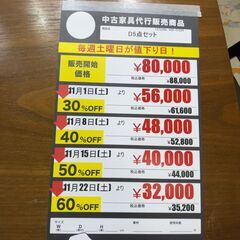 中古家具代行販売商品
D5点セット
毎週土曜日が値下り日！
販売開始価格 ¥80,000
税込価格 ¥88,000
11月1日(土)より 30%OFF ¥56,000
税込価格 ¥61,600
11月8日(土)より 40%OFF ¥48,000
税込価格 ¥52,800
11月15日(土)より 50%OFF ¥40,000
税込価格 ¥44,000
11月22日(土)より 60%OFF ¥32,000
税込価格 ¥35,200
サイズ
W D H